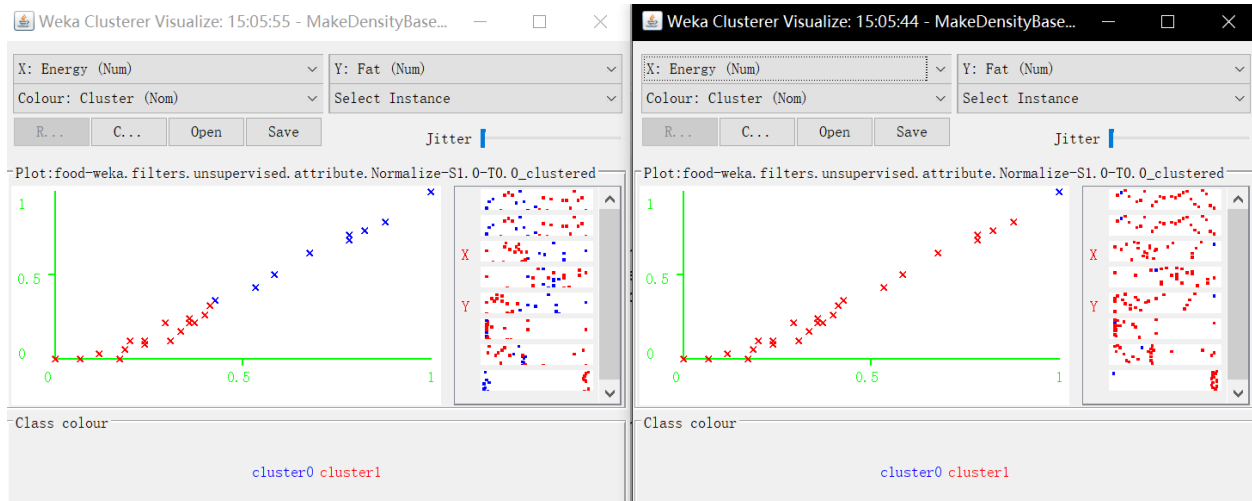 Weka Clusterer Visualize: 15:05:55 - MakeDensityBase...
X: Energy (Num)
Y: Fat (Num)
Colour: Cluster (Nom)
Select Instance
R...
C...
Open
Save
Jitter
Plot:food-weka.filters.unsupervised.attribute.Normalize-S1.0-T0.0_clustered
1
0.5
0
0
0.5
1
X
Y
Class colour
cluster0 cluster1
Weka Clusterer Visualize: 15:05:44 - MakeDensityBase...
X: Energy (Num)
Y: Fat (Num)
Colour: Cluster (Nom)
Select Instance
R...
C...
Open
Save
Jitter
Plot:food-weka.filters.unsupervised.attribute.Normalize-S1.0-T0.0_clustered
1
0.5
0
0
0.5
1
X
Y
Class colour
cluster0 cluster1